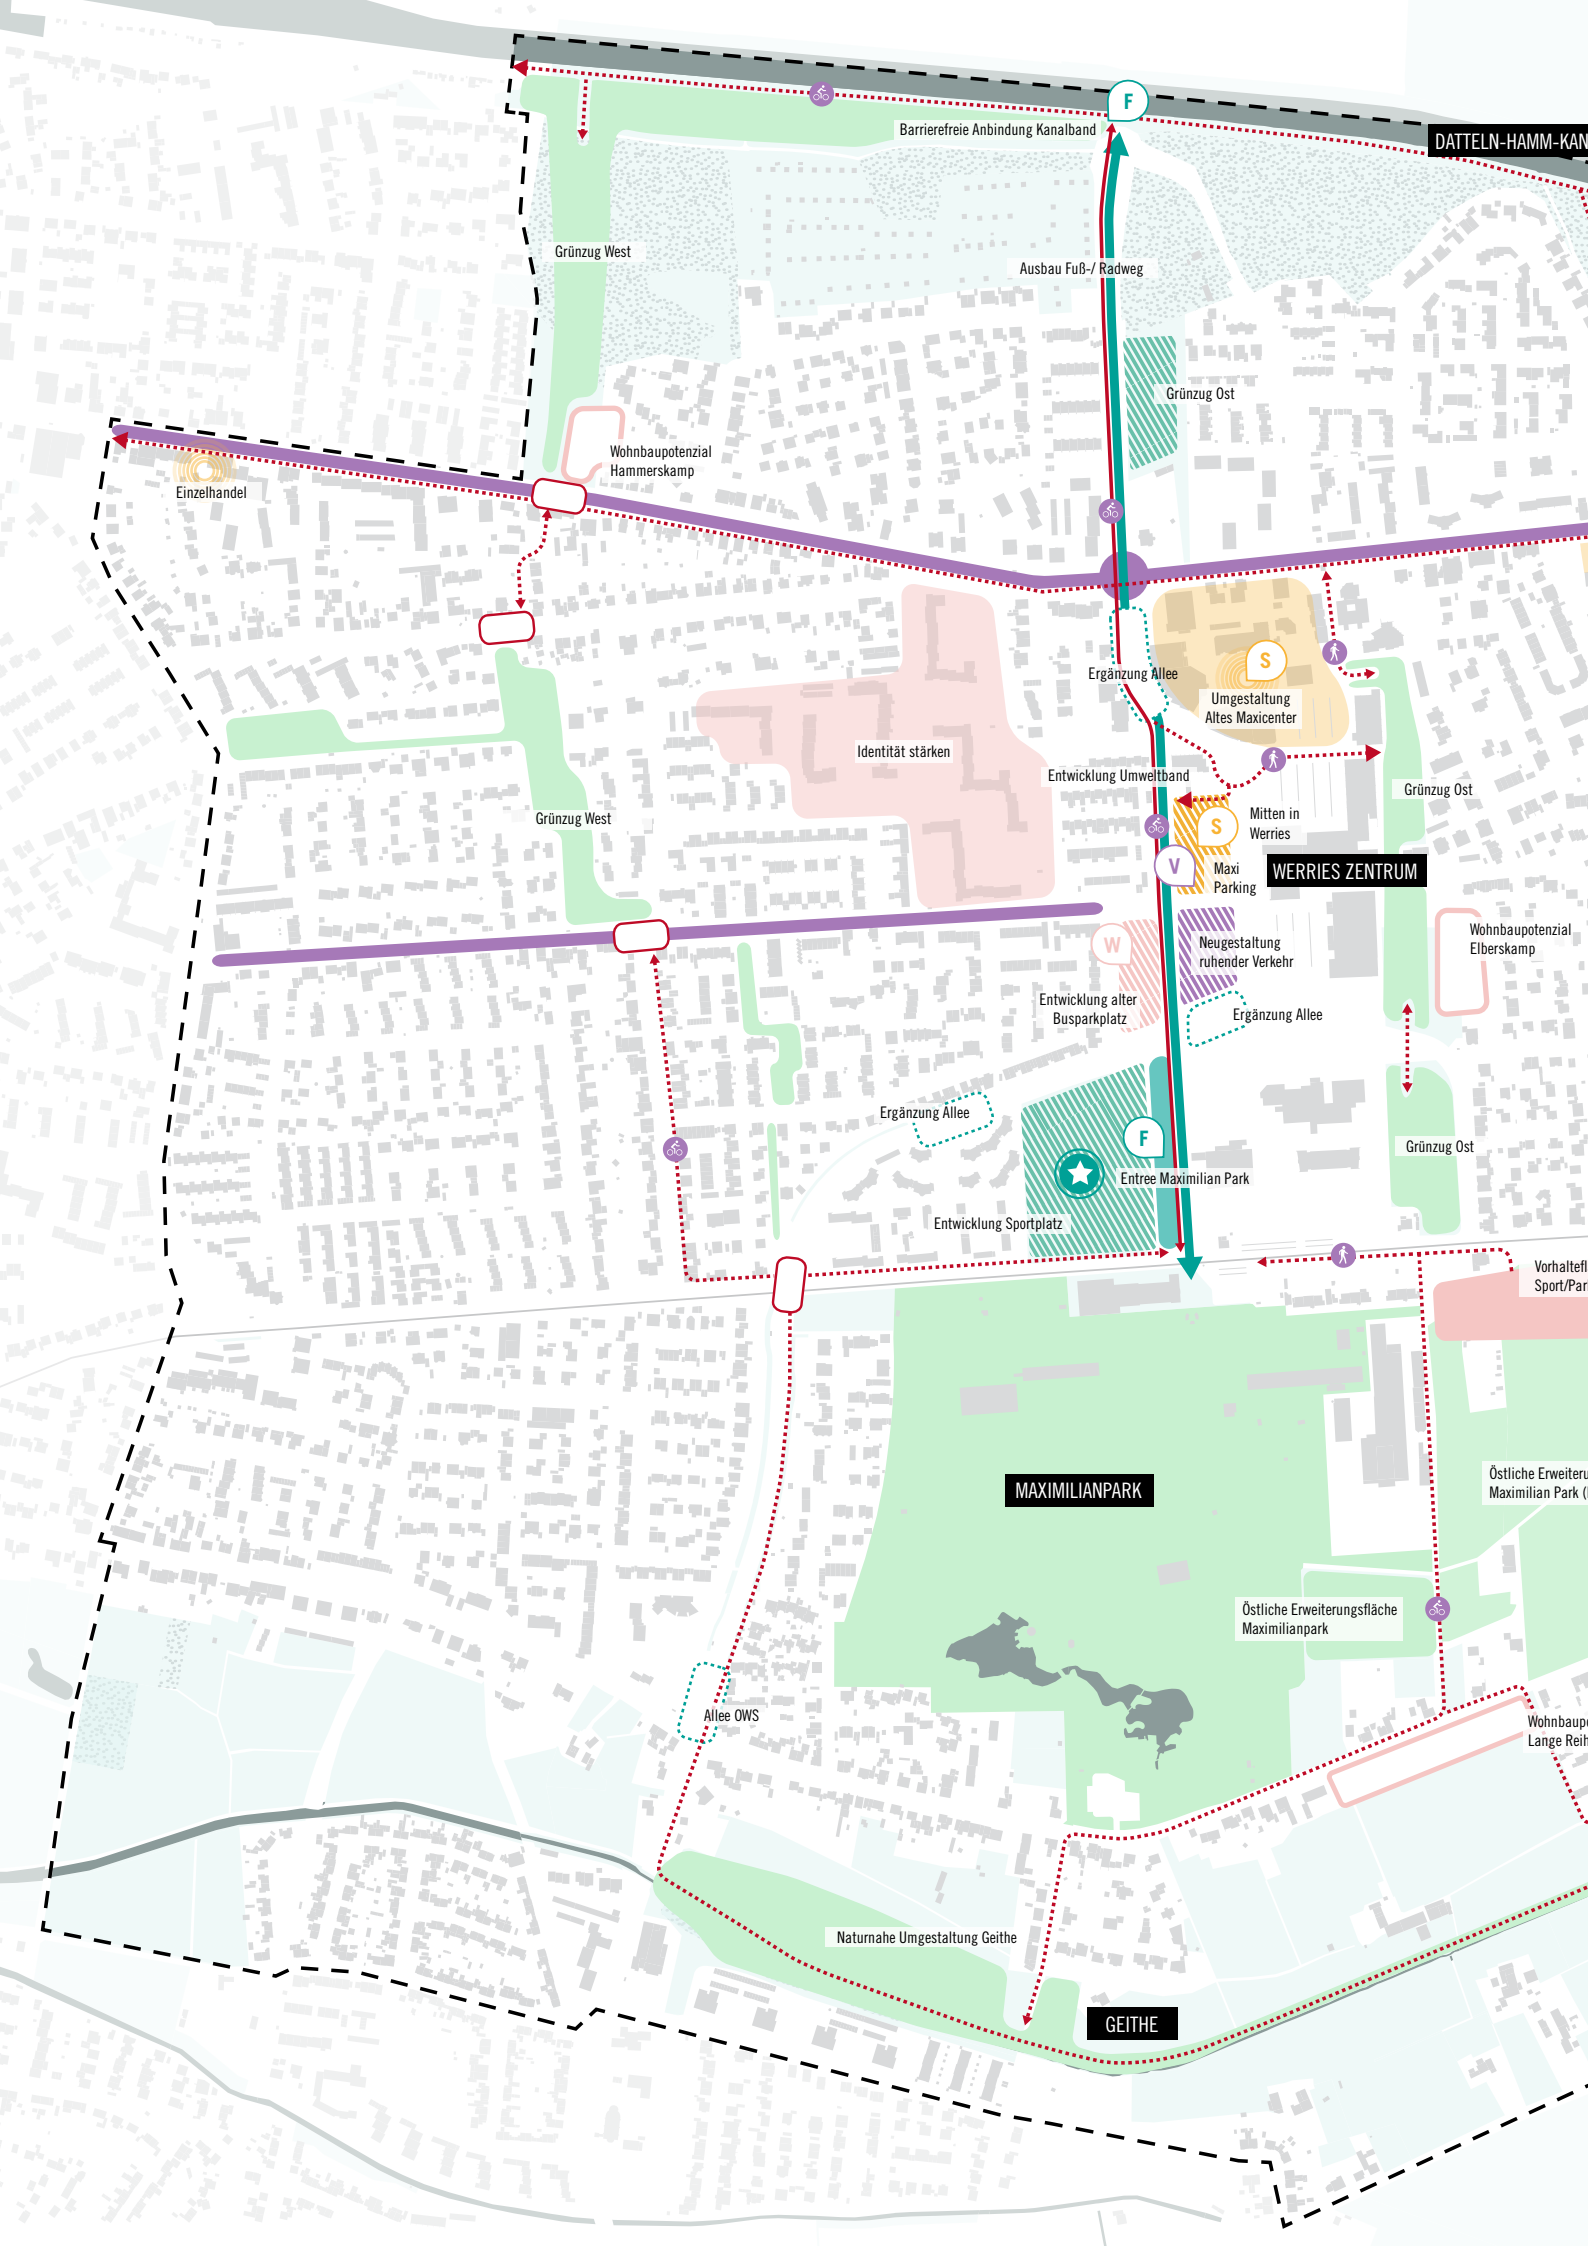 F
Barrierefreie Anbindung Kanalband
DATTELN-HAMM-KAN
Grünzug West
Ausbau Fuß-/ Radweg
Grünzug Ost
Wohnbaupotenzial
Hammerskamp
Einzelhandel
Ergänzung Allee
S
Umgestaltung
Altes Maxicenter
Identität stärken
Entwicklung Umweltband
Grünzug Ost
Grünzug West
S
Mitten in
Werries
V
Maxi
Parking
WERRIES ZENTRUM
W
Neugestaltung
ruhender Verkehr
Wohnbaupotenzial
Elberskamp
Entwicklung alter
Busparkplatz
Ergänzung Allee
Ergänzung Allee
F
Grünzug Ost
Entree Maximilian Park
Entwicklung Sportplatz
Vorhaltefl
Sport/Par
MAXIMILIANPARK
Östliche Erweiteru
Maximilian Park (
Östliche Erweiterungsfläche
Maximilianpark
Allee OWS
Wohnbaupo
Lange Reih
Naturnahe Umgestaltung Geithe
GEITHE